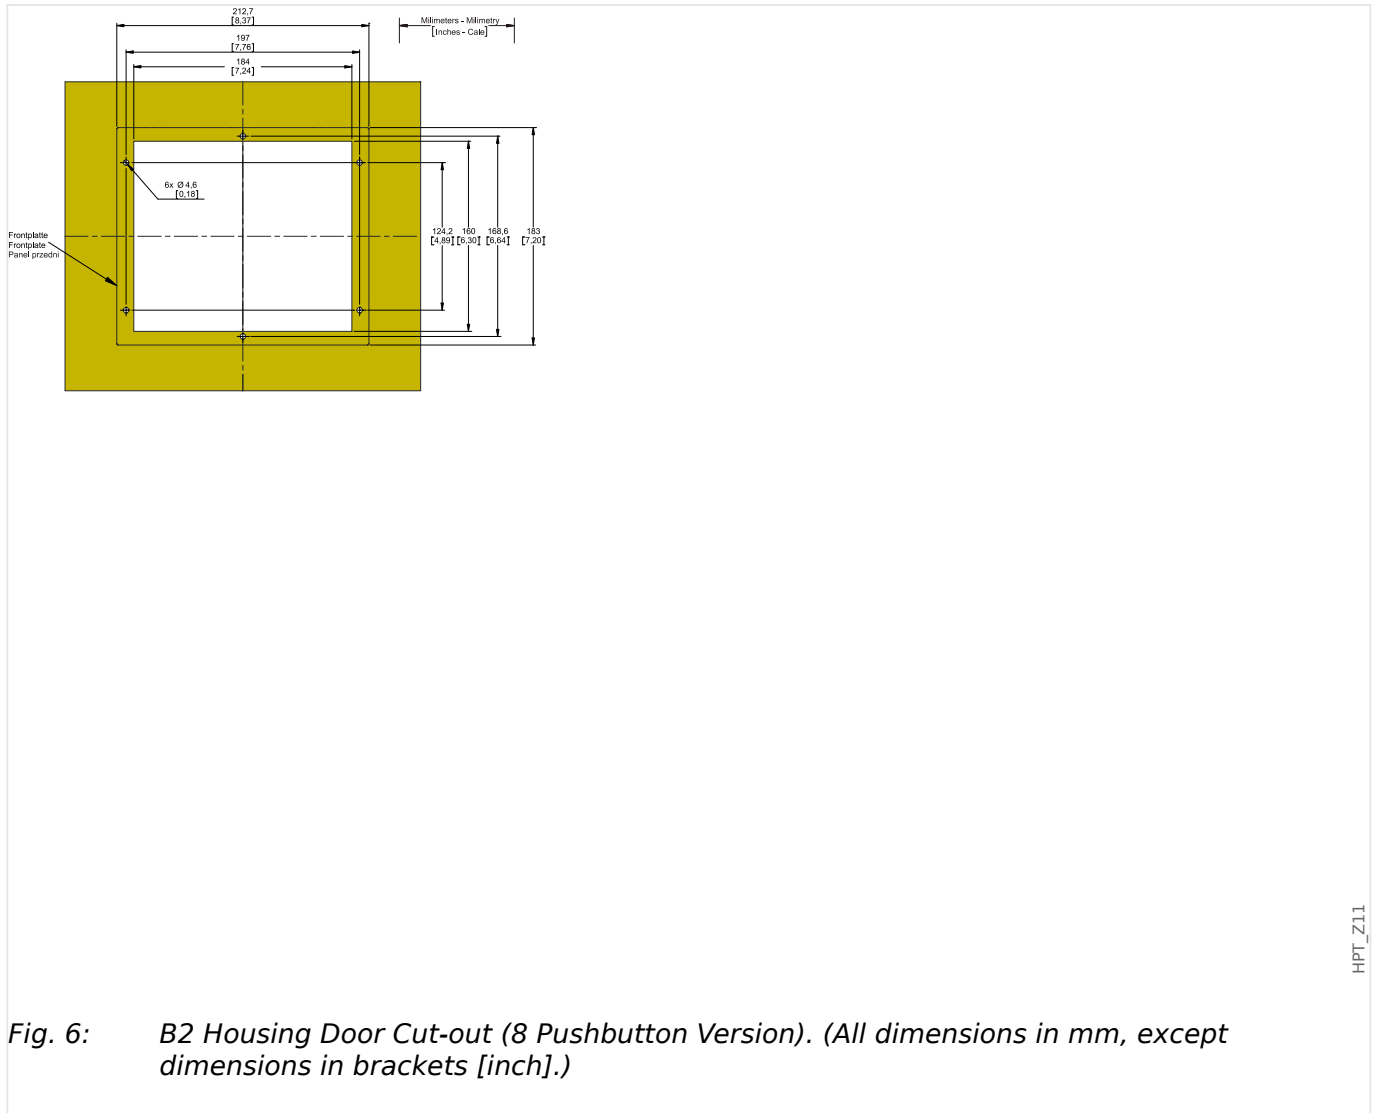 212,7
[8,37]
Milimeters - Milimetry
[Inches - Cale]
197
[7,76]
184
[7,24]
6x Ø 4,6
[0,18]
124,2 160 168,6 183
[4,89] [6,30] [6,64] [7,20]
Frontplatte
Frontplate
Panel przedni
HPT_Z11
Fig. 6: B2 Housing Door Cut-out (8 Pushbutton Version). (All dimensions in mm, except
dimensions in brackets [inch].)